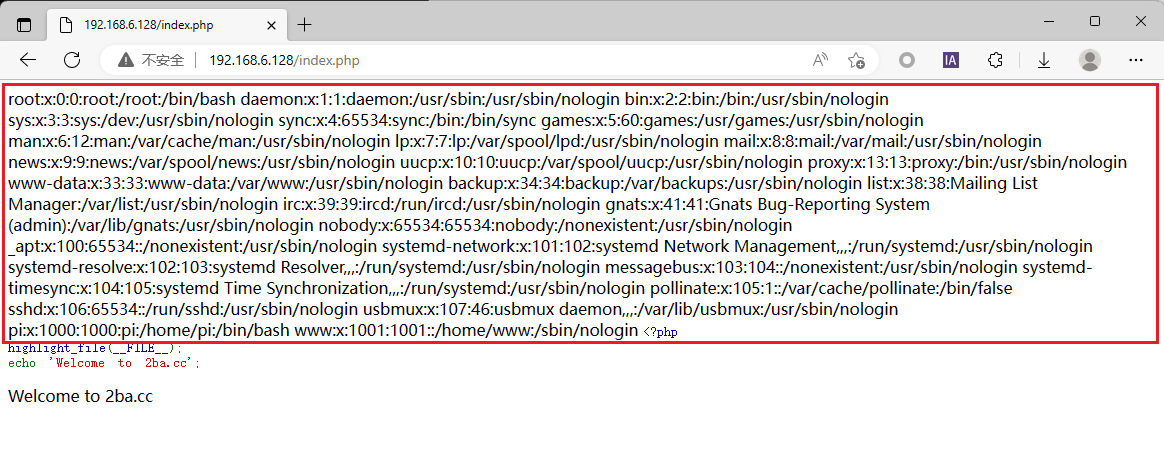 192.168.6.128/index.php
不安全 192.168.6.128/index.php
root:x:0:0:root:/root:/bin/bash daemon:x:1:1:daemon:/usr/sbin:/usr/sbin/nologin bin:x:2:2:bin:/bin:/usr/sbin/nologin
sys:x:3:3:sys:/dev:/usr/sbin/nologin sync:x:4:65534:sync:/bin:/bin/sync games:x:5:60:games:/usr/games:/usr/sbin/nologin
man:x:6:12:man:/var/cache/man:/usr/sbin/nologin lp:x:7:7:lp:/var/spool/lpd:/usr/sbin/nologin mail:x:8:8:mail:/var/mail:/usr/sbin/nologin
news:x:9:9:news:/var/spool/news:/usr/sbin/nologin uucp:x:10:10:uucp:/var/spool/uucp:/usr/sbin/nologin proxy:x:13:13:proxy:/bin:/usr/sbin/nologin
www-data:x:33:33:www-data:/var/www:/usr/sbin/nologin backup:x:34:34:backup:/var/backups:/usr/sbin/nologin list:x:38:38:Mailing List
Manager:/var/list:/usr/sbin/nologin irc:x:39:39:ircd:/run/ircd:/usr/sbin/nologin gnats:x:41:41:Gnats Bug-Reporting System
(admin):/var/lib/gnats:/usr/sbin/nologin nobody:x:65534:65534:nobody:/nonexistent:/usr/sbin/nologin
_apt:x:100:65534::/nonexistent:/usr/sbin/nologin systemd-network:x:101:102:systemd Network Management,,,:/run/systemd:/usr/sbin/nologin
systemd-resolve:x:102:103:systemd Resolver,,,:/run/systemd:/usr/sbin/nologin messagebus:x:103:104::/nonexistent:/usr/sbin/nologin systemd-
timesync:x:104:105:systemd Time Synchronization,,,:/run/systemd:/usr/sbin/nologin pollinate:x:105:1::/var/cache/pollinate:/bin/false
sshd:x:106:65534::/run/sshd:/usr/sbin/nologin usbmux:x:107:46:usbmux daemon,,,:/var/lib/usbmux:/usr/sbin/nologin
pi:x:1000:1000:pi:/home/pi:/bin/bash www:x:1001:1001::/home/www:/sbin/nologin <?php
highlight_file(__FILE__);
echo 'Welcome to 2ba.cc';
Welcome to 2ba.cc
IA